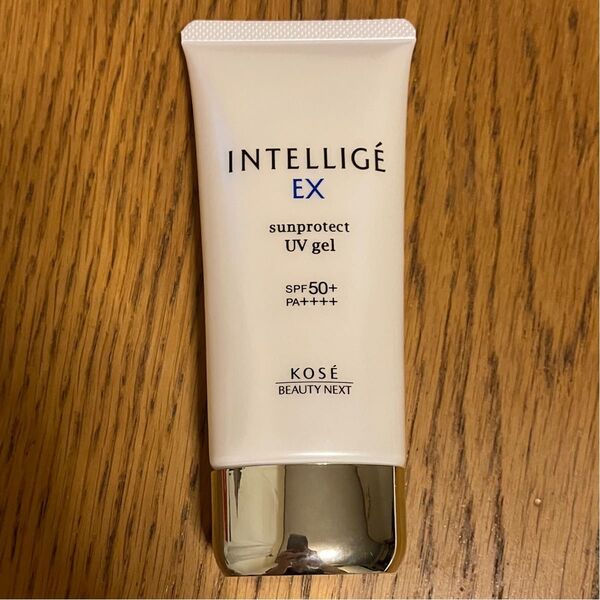 INTELLIGÉ
EX
sunprotect
UV gel
SPF50+
PA++++
KOSÉ
BEAUTY NEXT